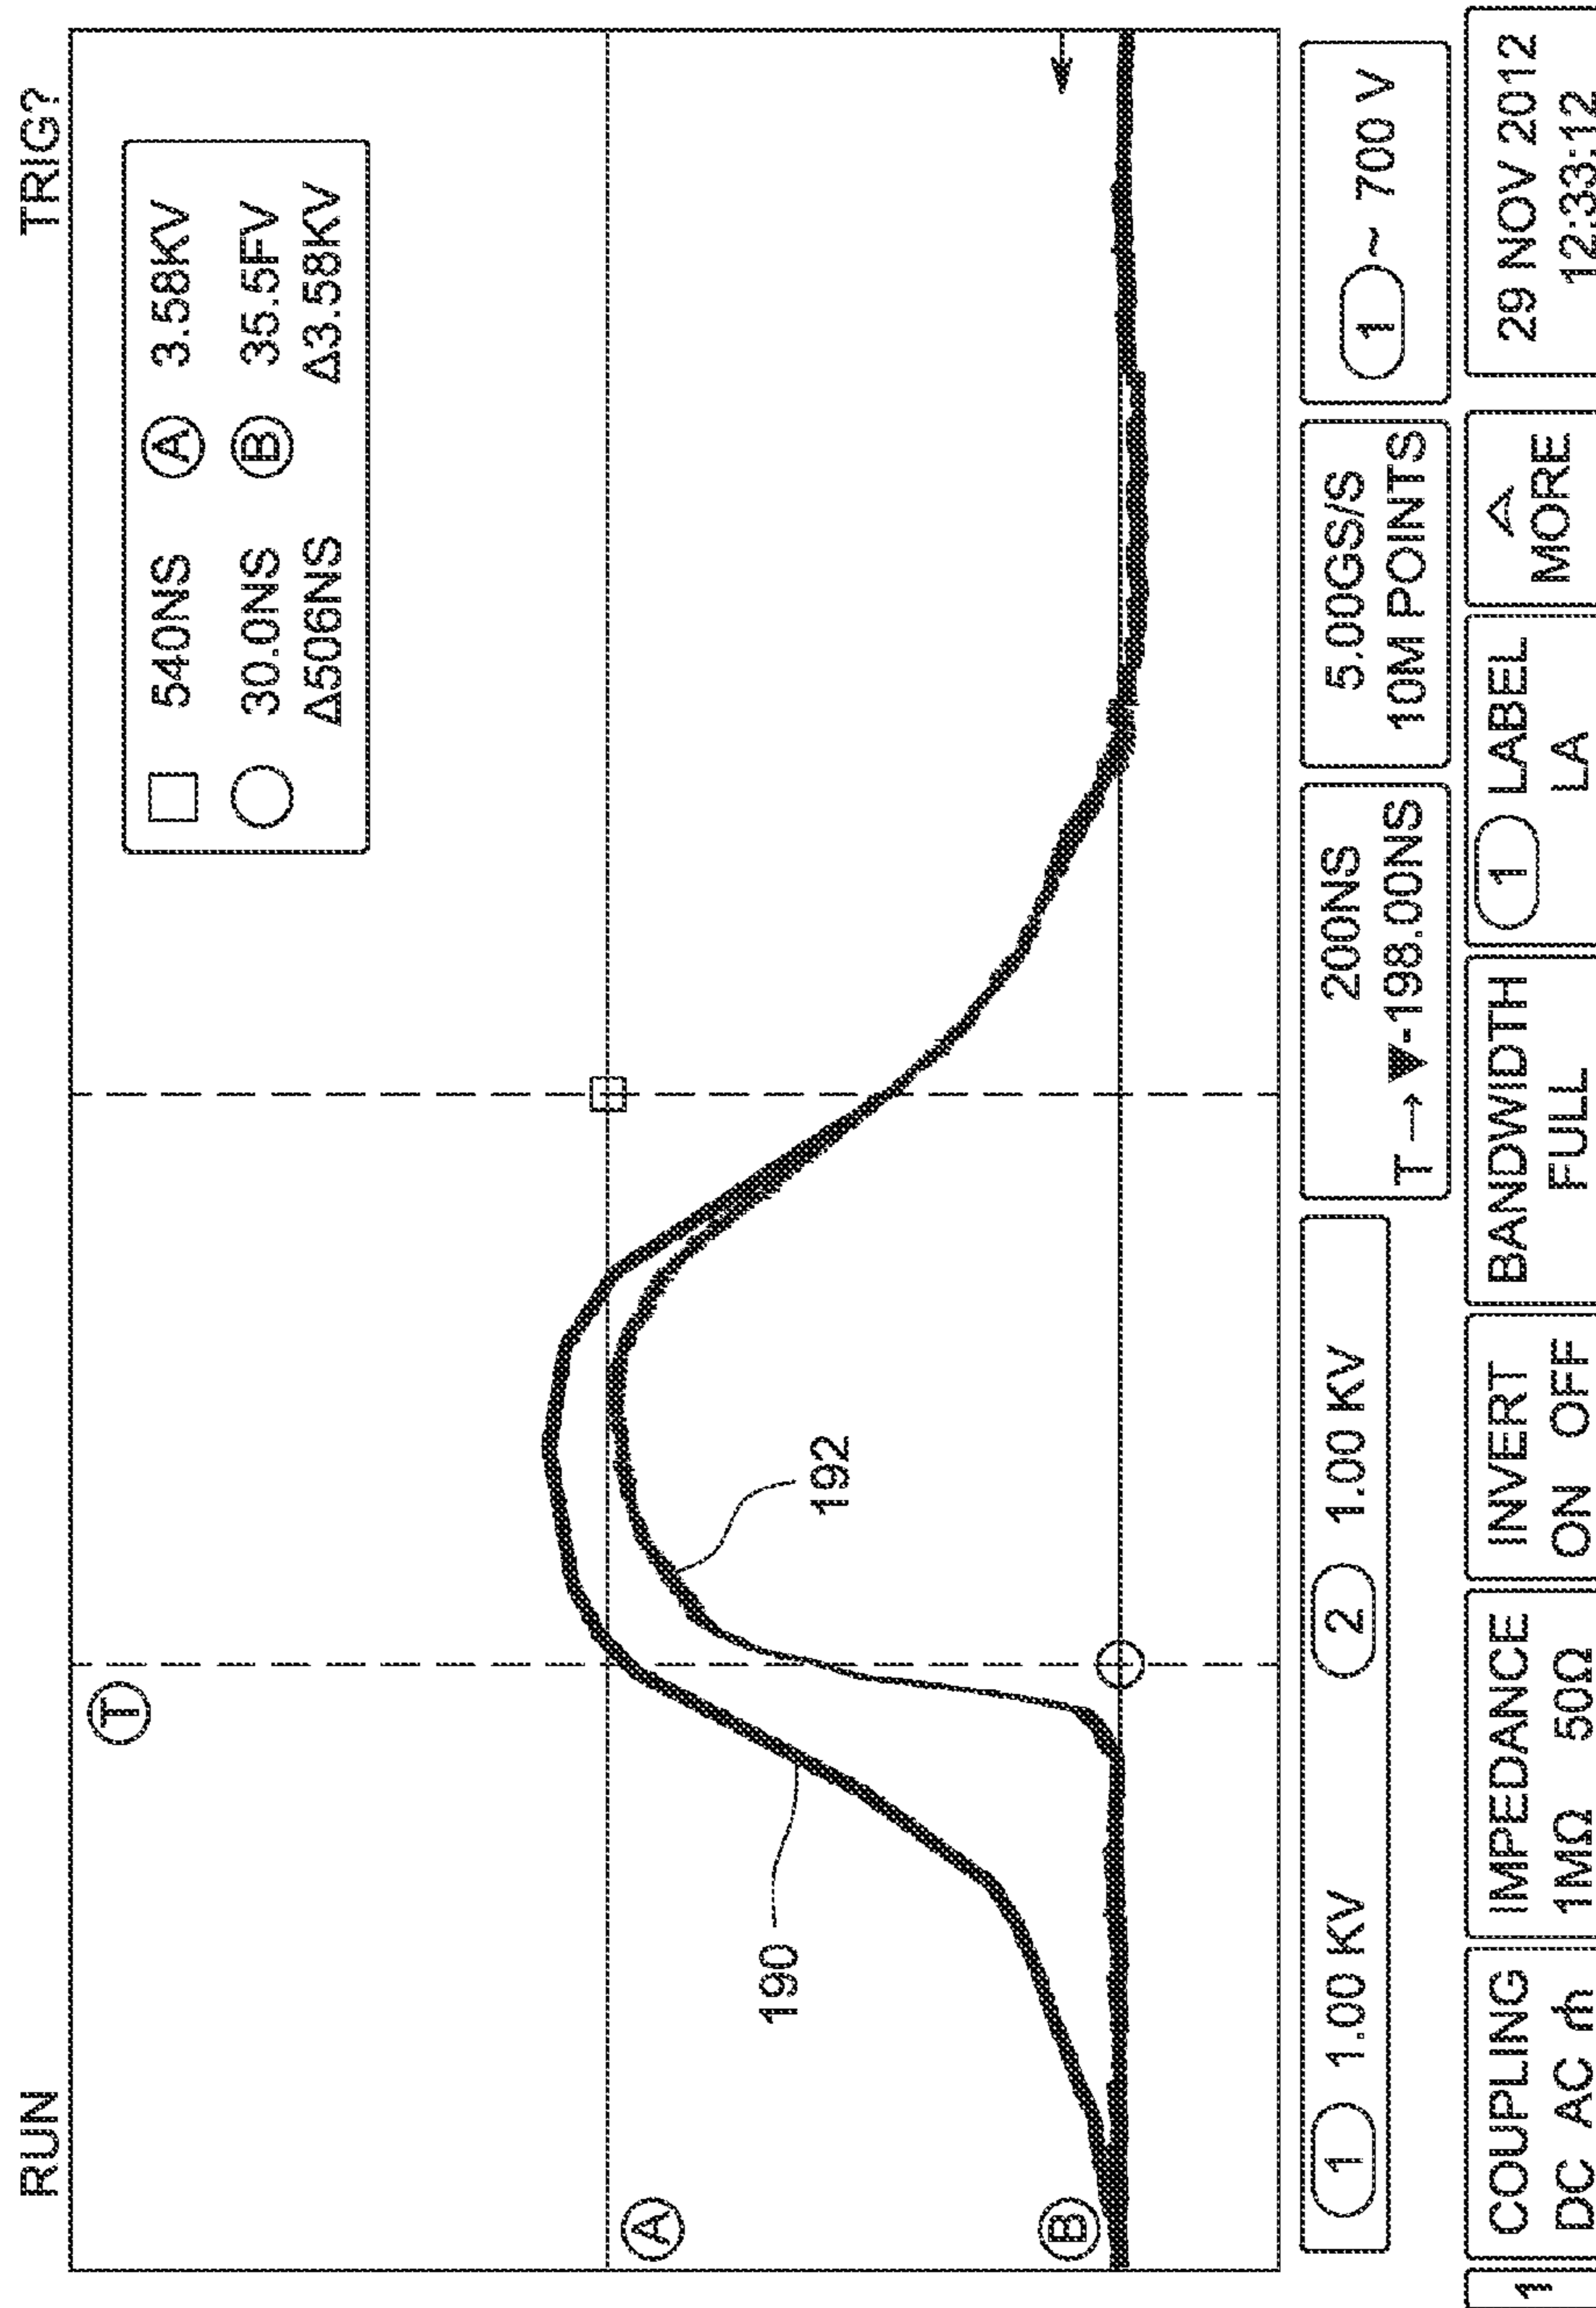 RUN TRIG?
T
540NS A 3.58KV
30.0NS B 35.5FV
Δ506NS Δ3.58KV
A
190
192
B
1 1.00 KV 2 1.00 KV
200NS
T → ▼-198.00NS
5.00GS/S
10M POINTS
1 ~ 700 V
1
COUPLING
DC AC
IMPEDANCE
1MΩ 50Ω
INVERT
ON OFF
BANDWIDTH
FULL
1 LABEL
LA
MORE
29 NOV 2012
12:33:12